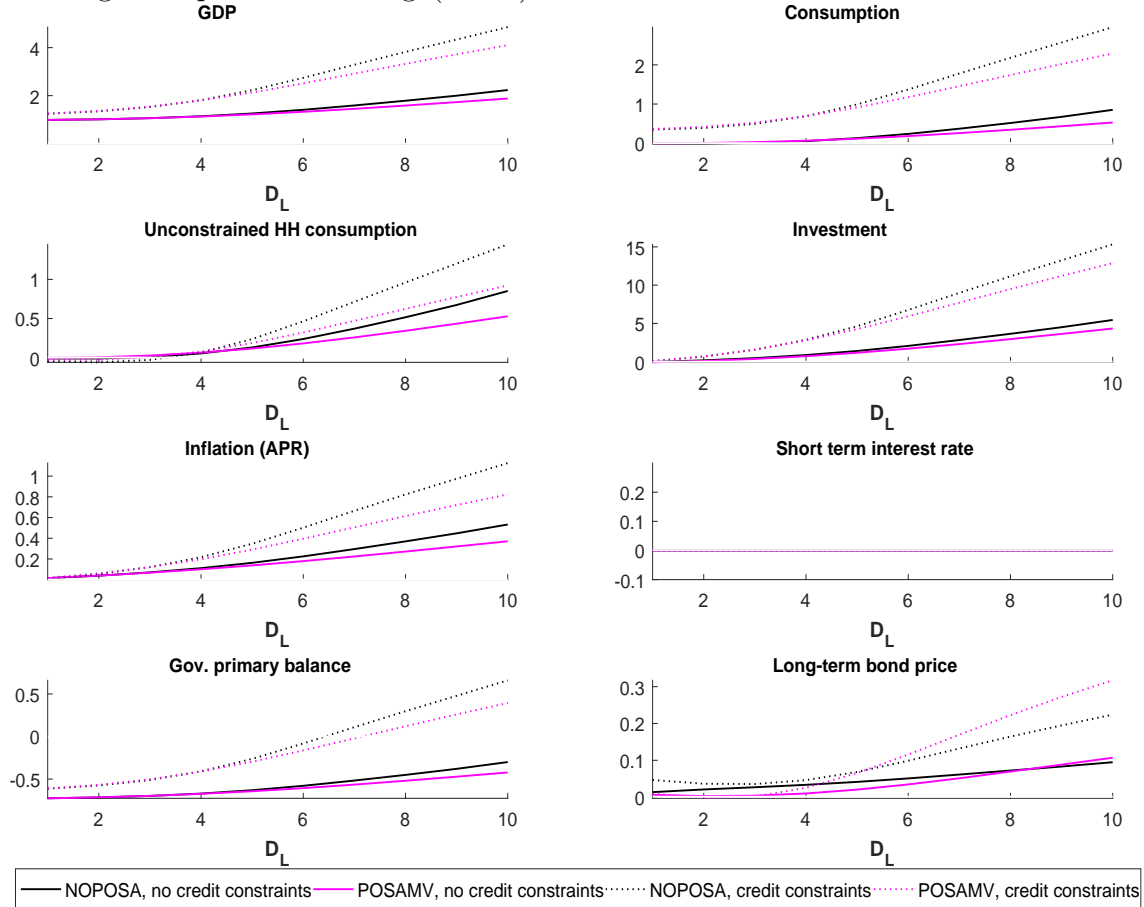 GDP
4
2
2 4 6 8 10
D_L
Consumption
2
1
0
2 4 6 8 10
D_L
Unconstrained HH consumption
1
0.5
0
2 4 6 8 10
D_L
Investment
15
10
5
0
2 4 6 8 10
D_L
Inflation (APR)
1
0.8
0.6
0.4
0.2
2 4 6 8 10
D_L
Short term interest rate
0.2
0.1
0
-0.1
2 4 6 8 10
D_L
Gov. primary balance
0.5
0
-0.5
2 4 6 8 10
D_L
Long-term bond price
0.3
0.2
0.1
0
2 4 6 8 10
D_L
NOPOSA, no credit constraints POSAMV, no credit constraints NOPOSA, credit constraints POSAMV, credit constraints